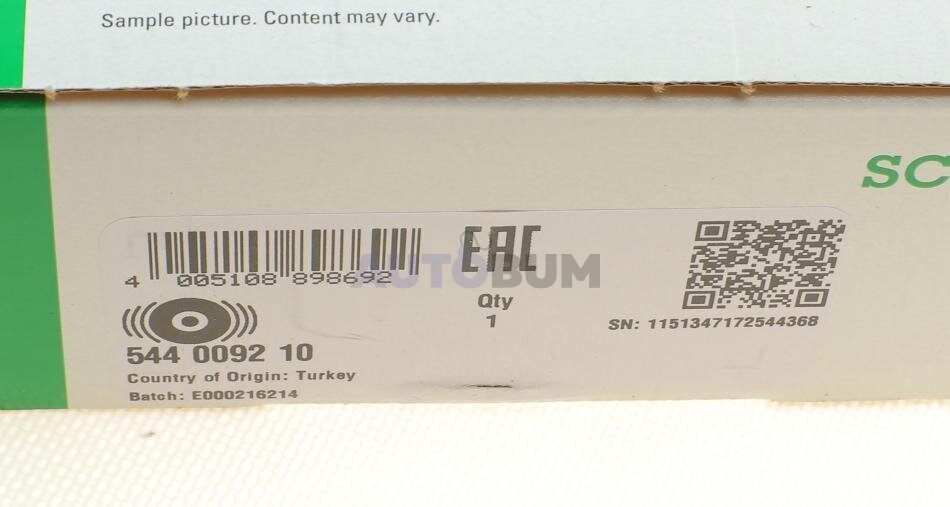 Sample picture. Content may vary.
SC
4 005108 898692
EAC
AUTOBUM
Qty
1
SN: 1151347172544368
544 0092 10
Country of Origin: Turkey
Batch: E000216214